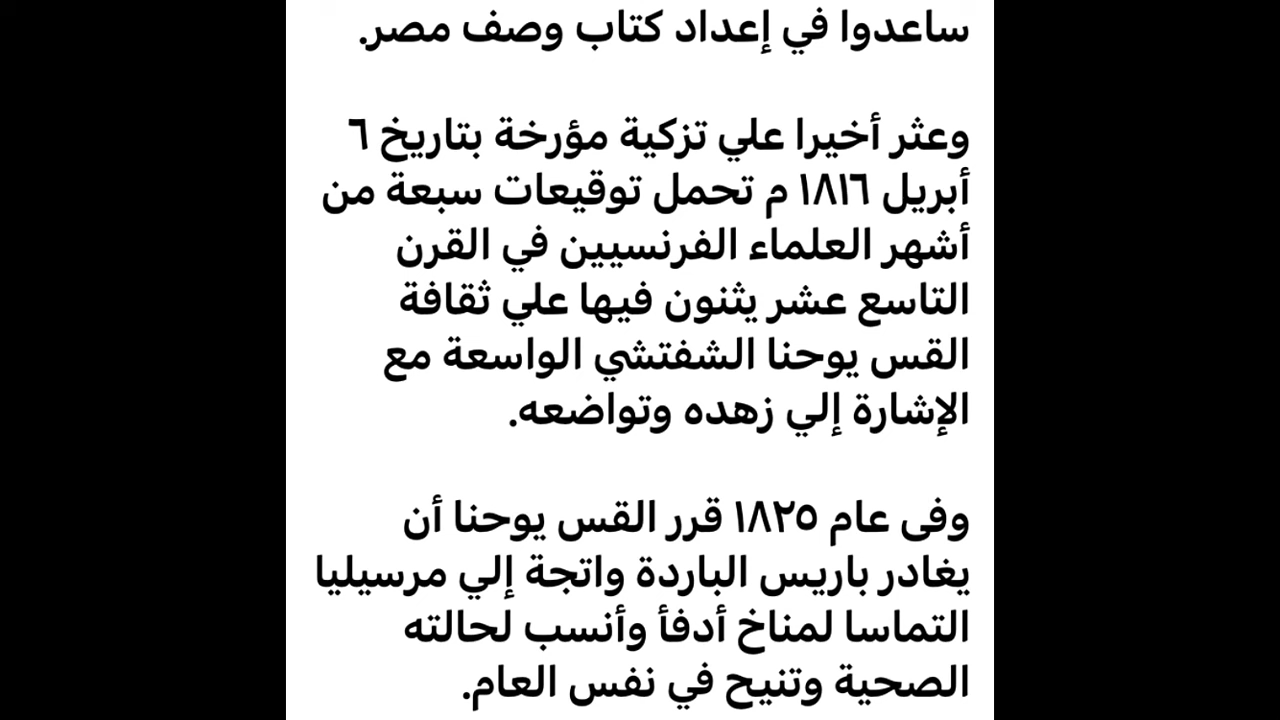 ساعدوا في إعداد كتاب وصف مصر.
وعثر أخيرا علي تزكية مؤرخة بتاريخ ٦
أبريل ١٨١٦ م تحمل توقيعات سبعة من
أشهر العلماء الفرنسيين في القرن
التاسع عشر يثنون فيها علي ثقافة
القس يوحنا الشفتشي الواسعة مع
الإشارة إلي زهده وتواضعه.
وفى عام ١٨٢٥ قرر القس يوحنا أن
يغادر باريس الباردة واتجة إلي مرسيليا
التماسا لمناخ أدفأ وأنسب لحالته
الصحية وتنيح في نفس العام.